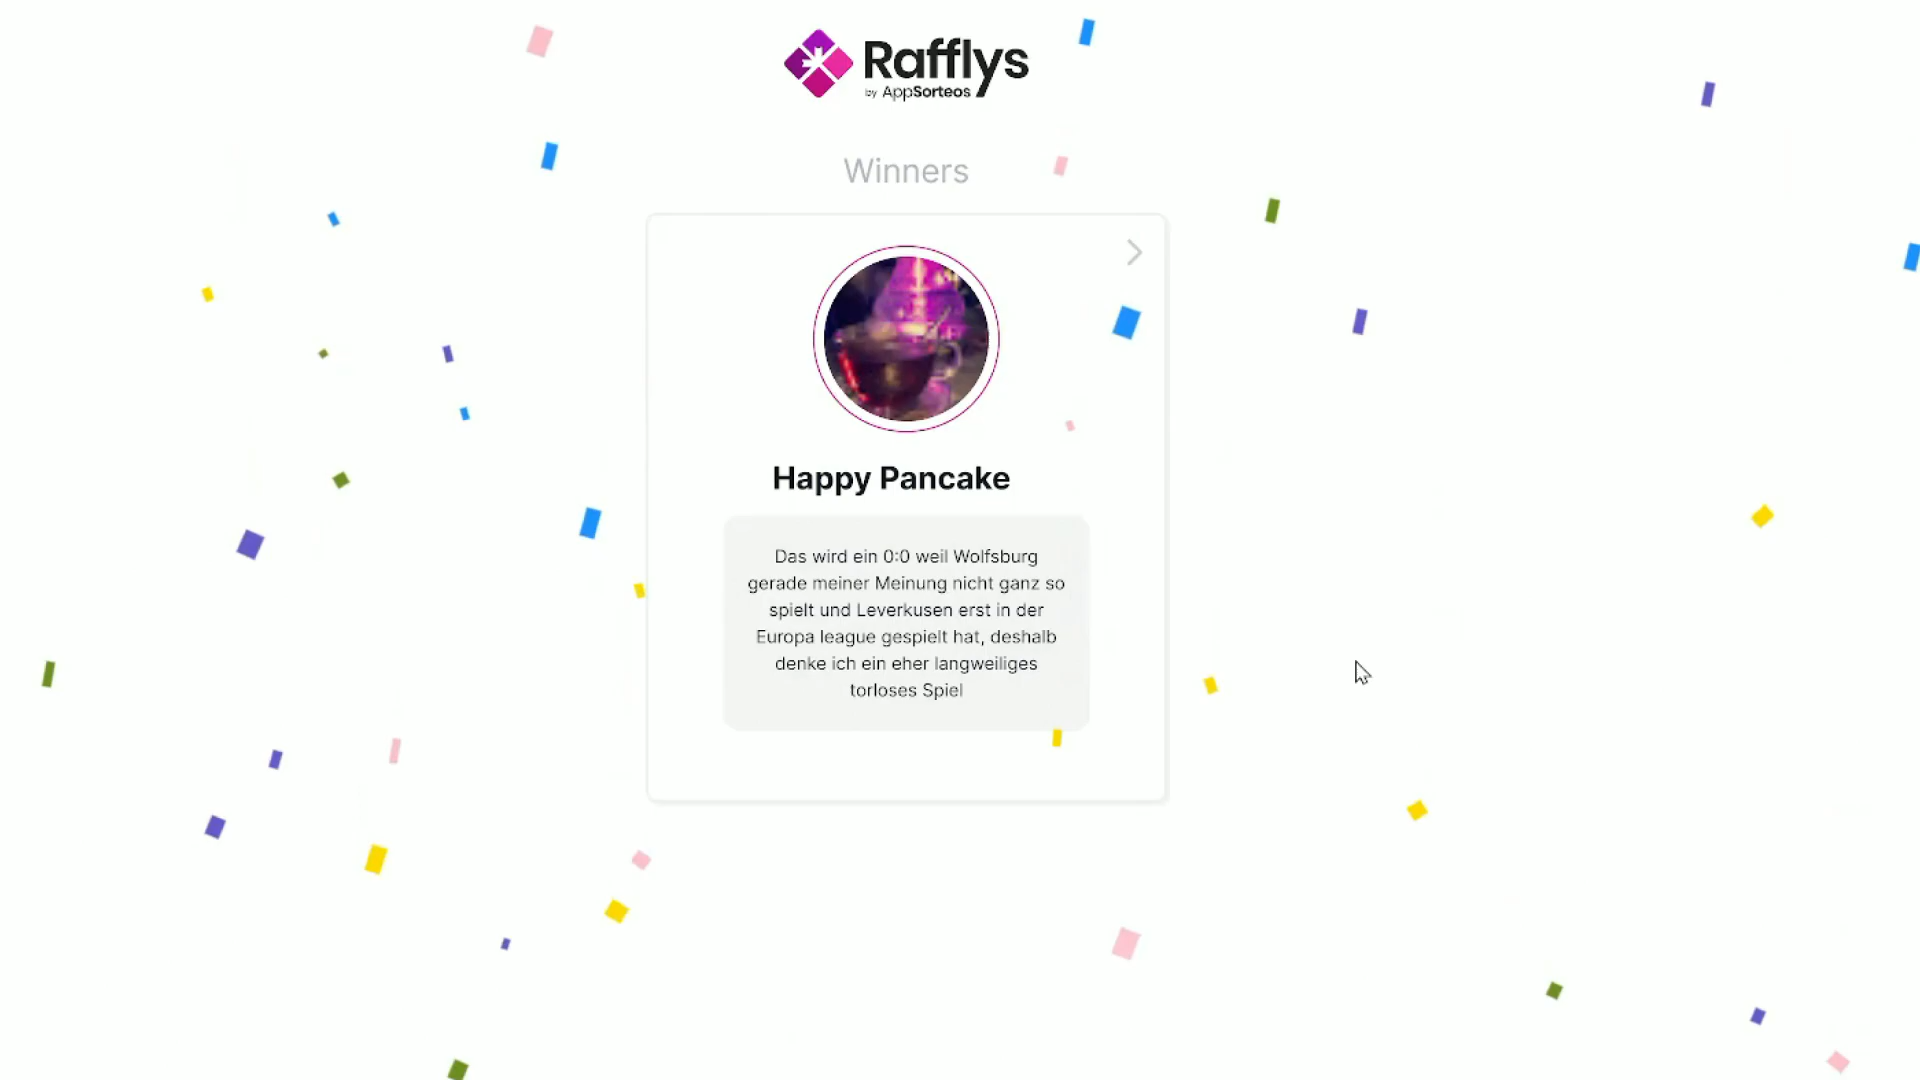 Rafflys
by AppSorteos
Winners
Happy Pancake
Das wird ein 0:0 weil Wolfsburg
gerade meiner Meinung nicht ganz so
spielt und Leverkusen erst in der
Europa league gespielt hat, deshalb
denke ich ein eher langweiliges
torloses Spiel